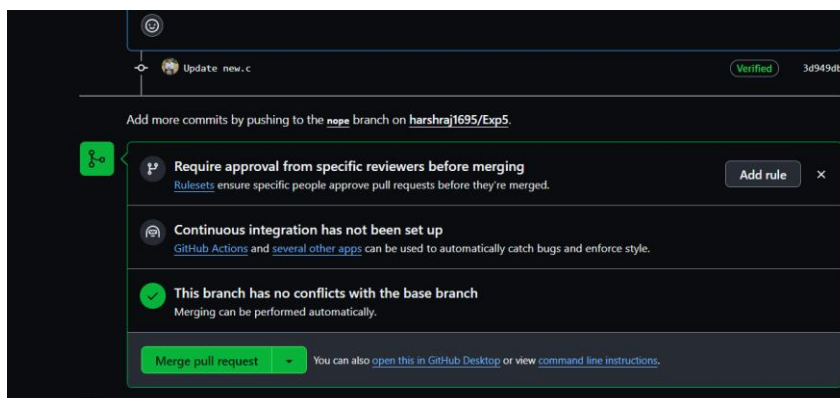 Update new.c Verified 3d949db
Add more commits by pushing to the nope branch on harshraj1695/Exp5.
Require approval from specific reviewers before merging
Rulesets ensure specific people approve pull requests before they're merged.
Add rule
Continuous integration has not been set up
GitHub Actions and several other apps can be used to automatically catch bugs and enforce style.
This branch has no conflicts with the base branch
Merging can be performed automatically.
Merge pull request
You can also open this in GitHub Desktop or view command line instructions.